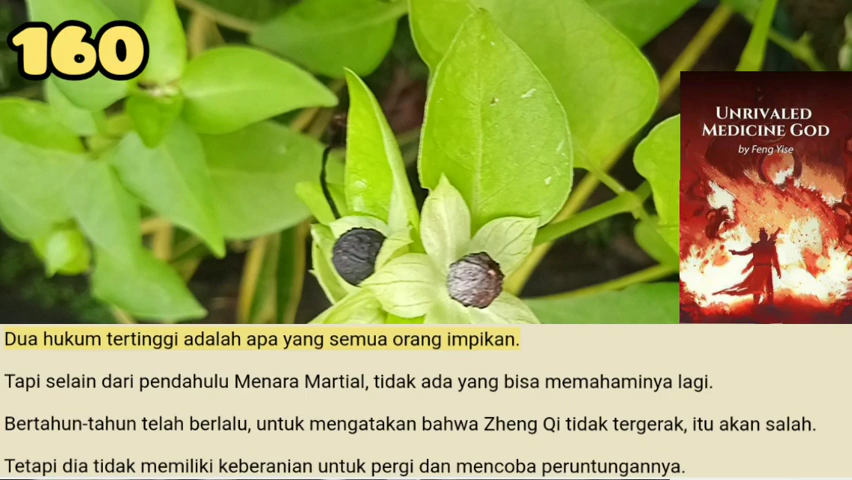 160
UNRIVALED
MEDICINE GOD
by Feng Yise
Dua hukum tertinggi adalah apa yang semua orang impikan.
Tapi selain dari pendahulu Menara Martial, tidak ada yang bisa memahaminya lagi.
Bertahun-tahun telah berlalu, untuk mengatakan bahwa Zheng Qi tidak tergerak, itu akan salah.
Tetapi dia tidak memiliki keberanian untuk pergi dan mencoba peruntungannya.